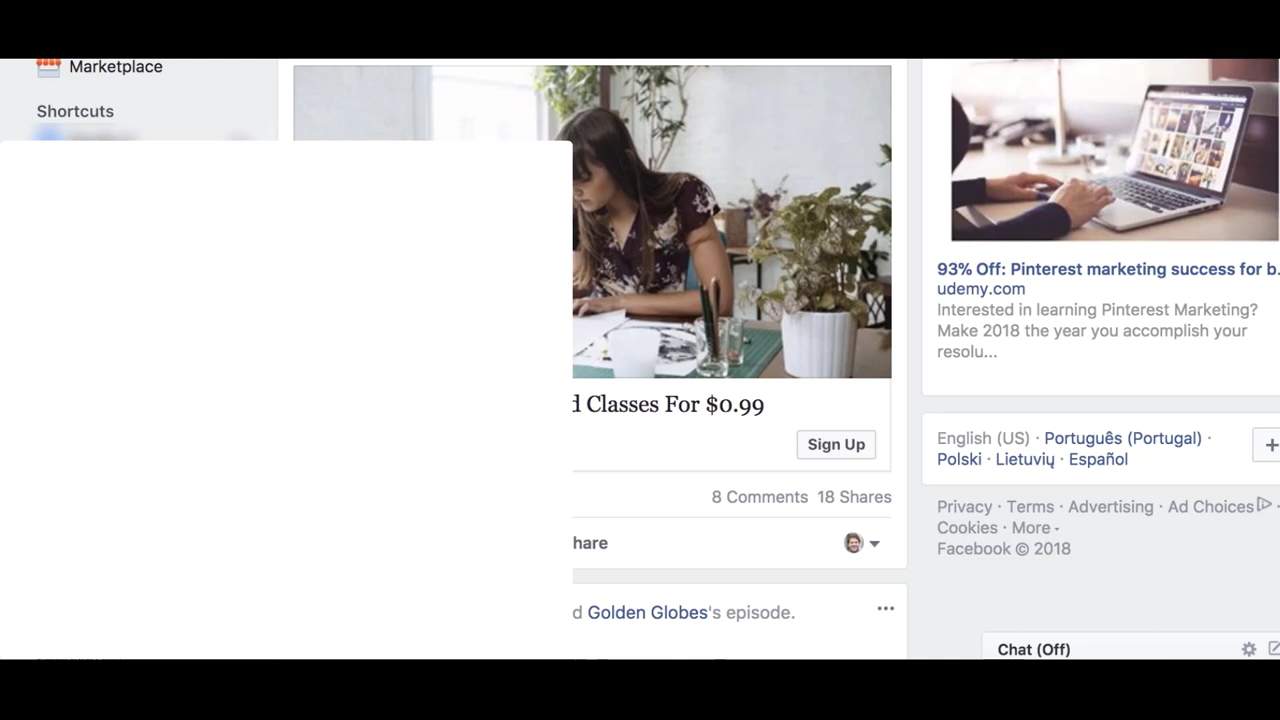 Marketplace
Shortcuts
Classes For $0.99
Sign Up
8 Comments 18 Shares
hare
Golden Globes's episode.
93% Off: Pinterest marketing success for b...
udemy.com
Interested in learning Pinterest Marketing?
Make 2018 the year you accomplish your
resolu...
English (US) · Português (Portugal) ·
Polski · Lietuvių · Español
Privacy · Terms · Advertising · Ad Choices ·
Cookies · More
Facebook © 2018
Chat (Off)